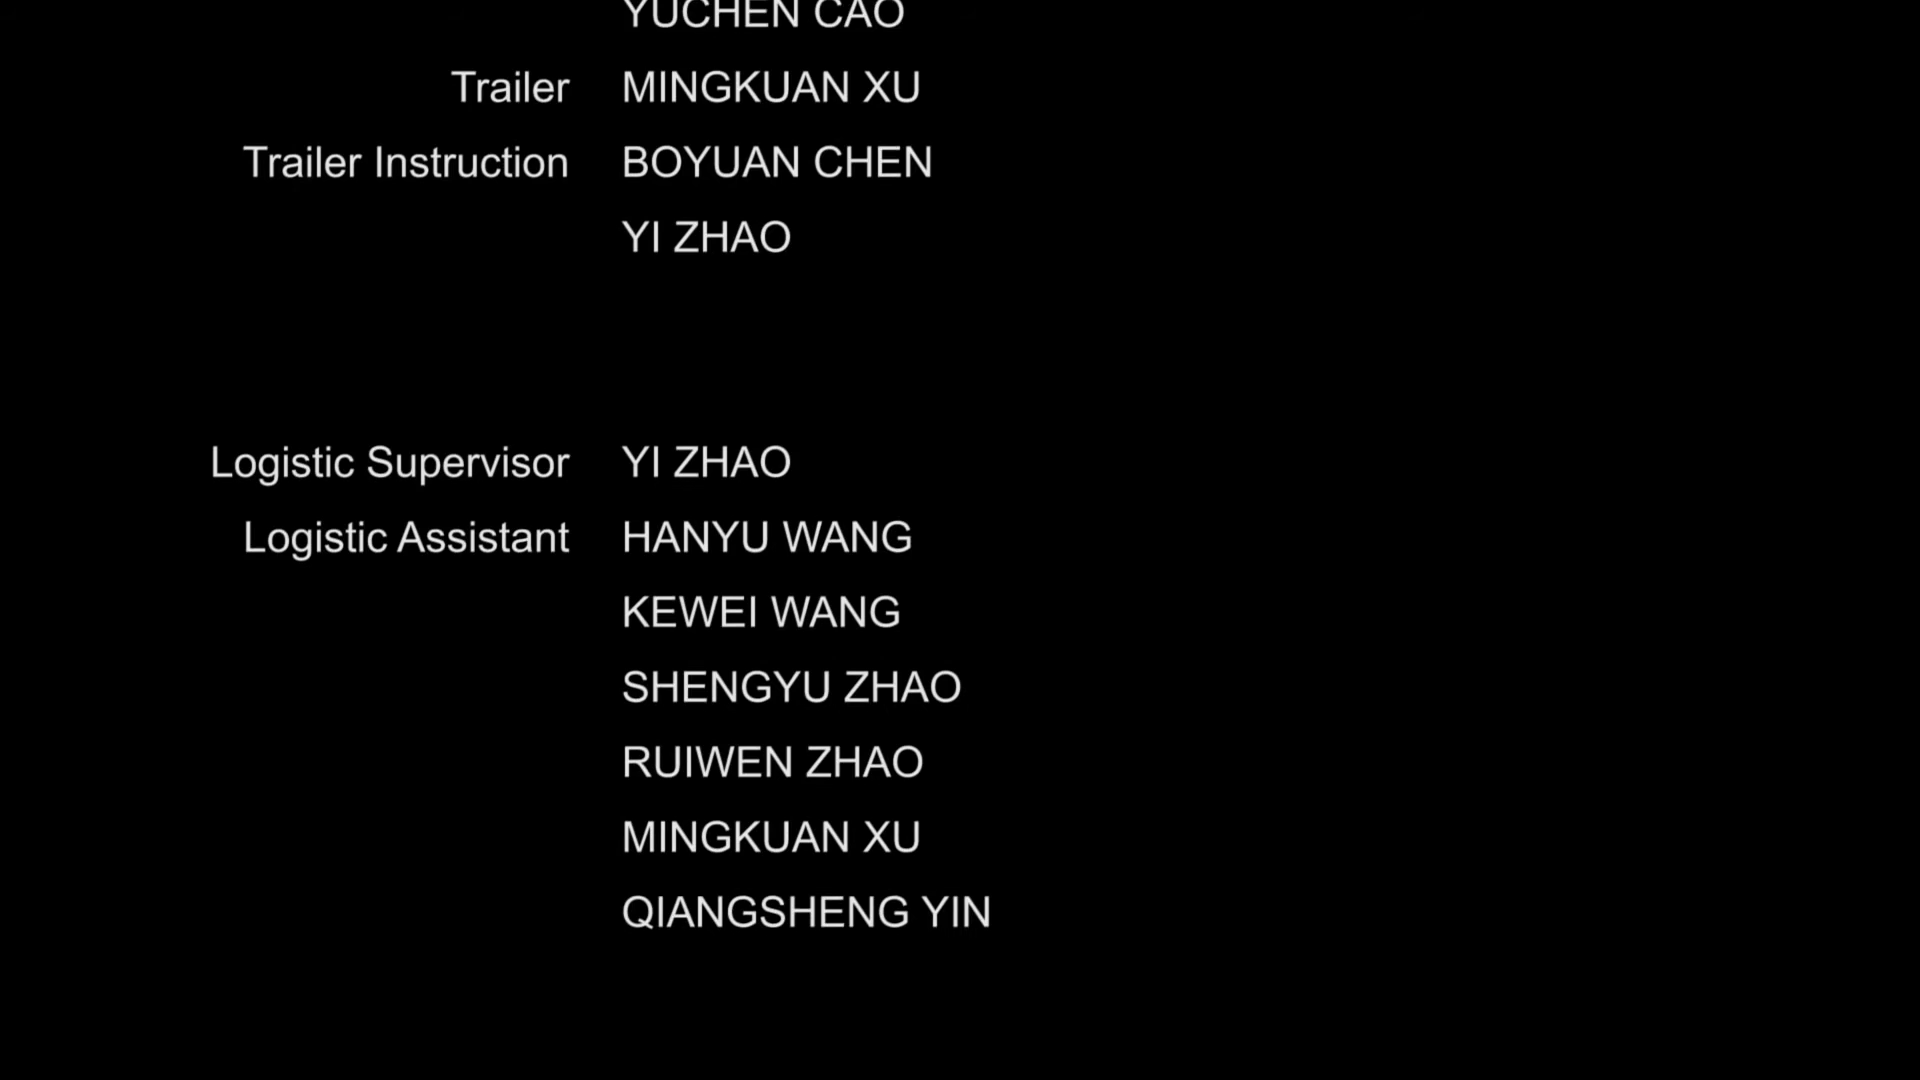 YUCHEN CAO
Trailer MINGKUAN XU
Trailer Instruction BOYUAN CHEN
YI ZHAO
Logistic Supervisor YI ZHAO
Logistic Assistant HANYU WANG
KEWEI WANG
SHENGYU ZHAO
RUIWEN ZHAO
MINGKUAN XU
QIANGSHENG YIN